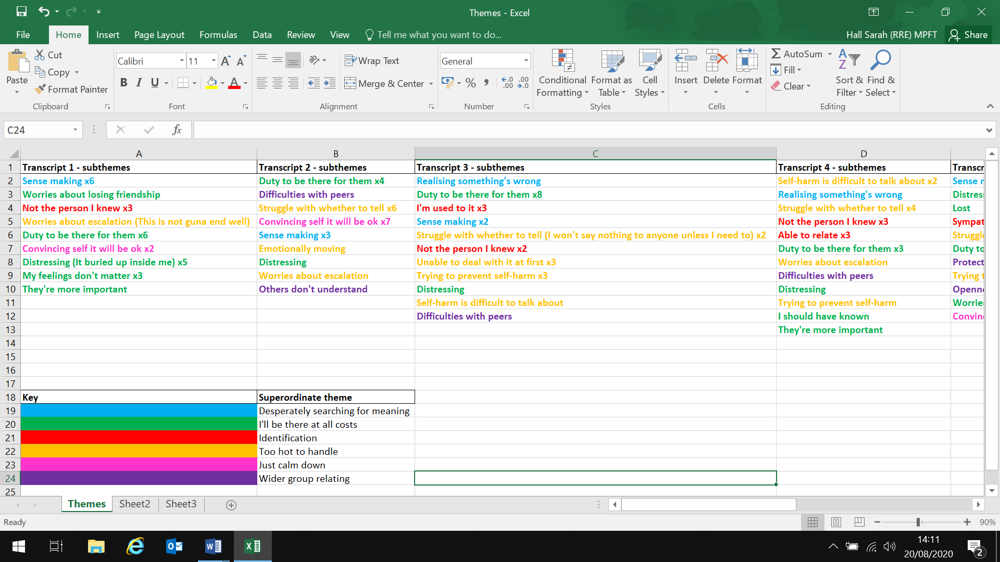 Themes - Excel
File Home Insert Page Layout Formulas Data Review View Tell me what you want to do... Hall Sarah (RRE) MPFT Share
Paste Cut Copy Format Painter Clipboard
Calibri 11 A A B I U A Font
Wrap Text Merge & Center Alignment
General % , .0 .00 .00 .0 Number
Conditional Formatting Format as Table Cell Styles Styles
Insert Delete Format Cells
AutoSum Fill Clear Sort & Filter Find & Select Editing
C24 fx
A B C D
1 Transcript 1 - subthemes Transcript 2 - subthemes Transcript 3 - subthemes Transcript 4 - subthemes Transcr
2 Sense making x6 Duty to be there for them x4 Realising something's wrong Self-harm is difficult to talk about x2 Sense
3 Worries about losing friendship Difficulties with peers Duty to be there for them x8 Realising something's wrong Distres
4 Not the person I knew x3 Struggle with whether to tell x6 I'm used to it x3 Struggle with whether to tell x4 Lost
5 Worries about escalation (This is not guna end well) Convincing self it will be ok x7 Sense making x2 Not the person I knew x3 Sympat
6 Duty to be there for them x6 Sense making x3 Struggle with whether to tell (I won't say nothing to anyone unless I need to) x2 Able to relate x3 Struggl
7 Convincing self it will be ok x2 Emotionally moving Not the person I knew x2 Duty to be there for them x3 Duty to
8 Distressing (It buried up inside me) x5 Distressing Unable to deal with it at first x3 Worries about escalation Protect
9 My feelings don't matter x3 Worries about escalation Trying to prevent self-harm x3 Difficulties with peers Trying
10 They're more important Others don't understand Distressing Distressing Openn
11 Self-harm is difficult to talk about Trying to prevent self-harm Worrie
12 Difficulties with peers I should have known Convin
13 They're more important
14
15
16
17
18 Key Superordinate theme
19 Desperately searching for meaning
20 I'll be there at all costs
21 Identification
22 Too hot to handle
23 Just calm down
24 Wider group relating
25
Themes Sheet2 Sheet3
Ready 90%
14:11
20/08/2020
2